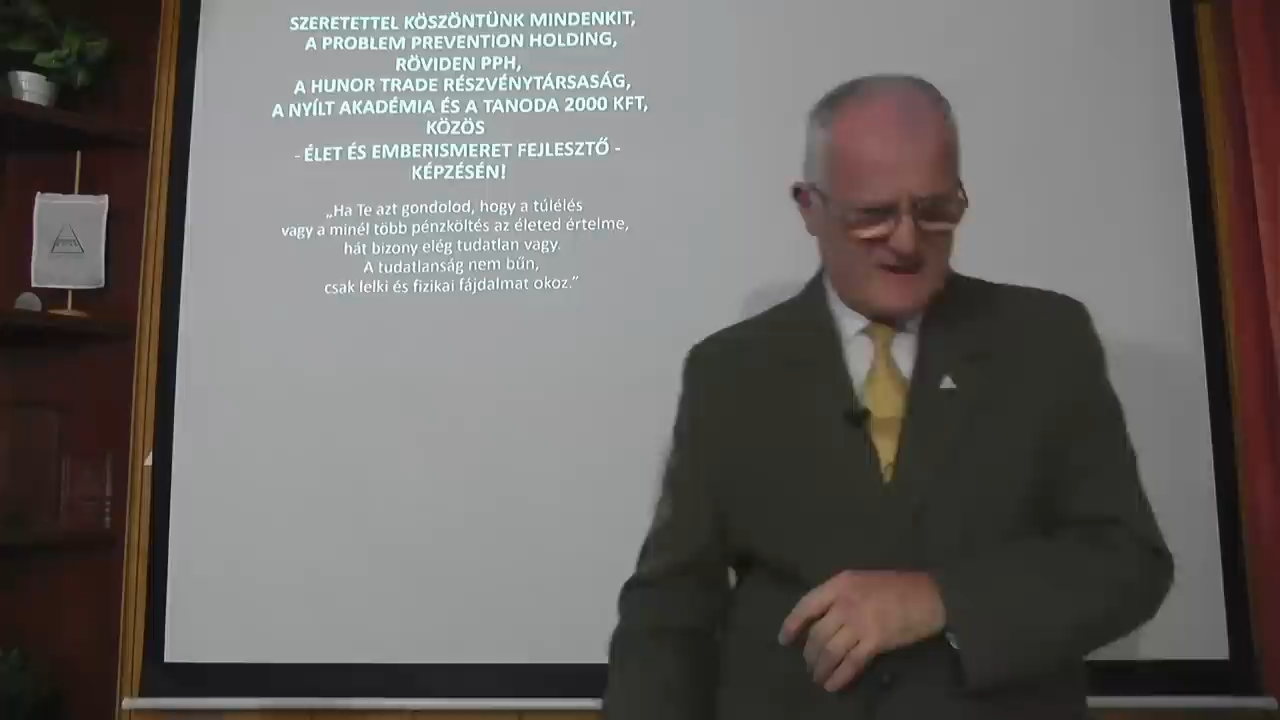 SZERETETTEL KÖSZÖNTÜNK MINDENKIT,
A PROBLEM PREVENTION HOLDING,
RÖVIDEN PPH,
A HUNOR TRADE RÉSZVÉNYTÁRSASÁG,
A NYÍLT AKADÉMIA ÉS A TANODA 2000 KFT,
KÖZÖS
- ÉLET ÉS EMBERISMERET FEJLESZTŐ -
KÉPZÉSÉN!
„Ha Te azt gondolod, hogy a túlélés
vagy a minél több pénzköltés az életed értelme,
hát bizony elég tudatlan vagy.
A tudatlanság nem bűn,
csak lelki és fizikai fájdalmat okoz.”